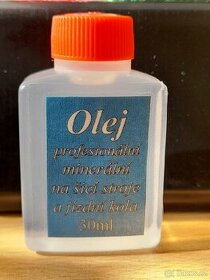 Olej
profesionální
minerální
na šicí stroje
a jízdní kola
30ml